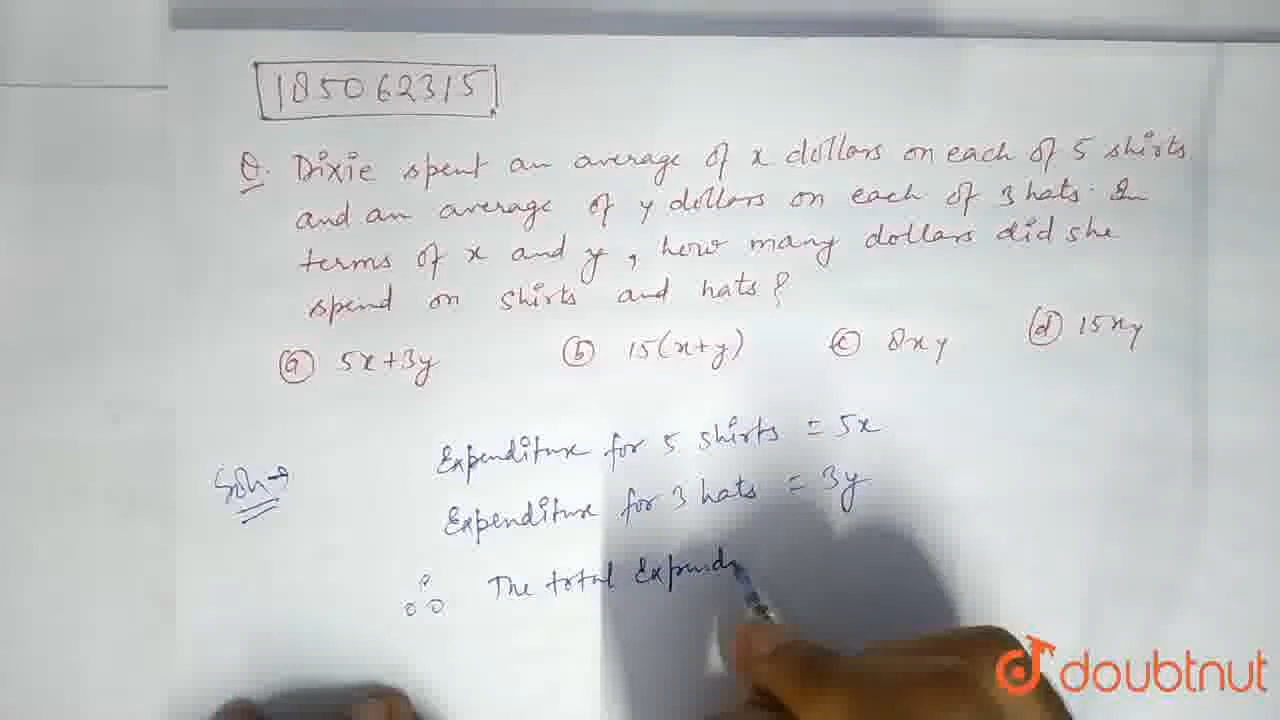 185062315
Q. Dixie spent an average of x dollars on each of 5 shirts
and an average of y dollars on each of 3 hats. In
terms of x and y, how many dollars did she
spend on shirts and hats?
(a) 5x+3y (b) 15(x+y) (c) 8xy (d) 15xy
Soln→ Expenditure for 5 shirts = 5x
Expenditure for 3 hats = 3y
∴ The total Expend
doubtnut